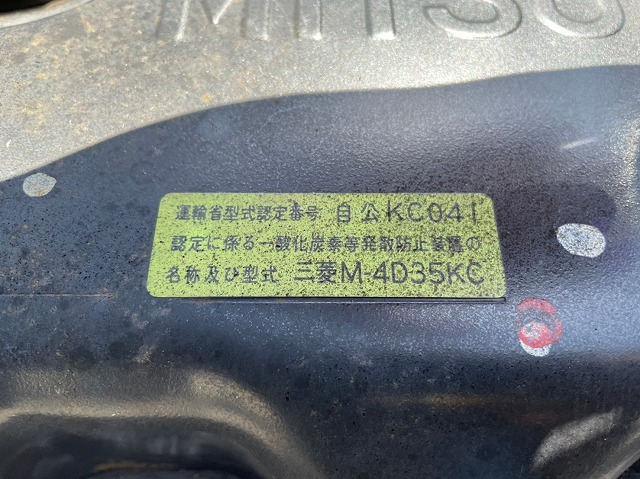 MITSU
運輸省型式認定番号 自公KC041
認定に係る一酸化炭素等発散防止装置の
名称及び型式 三菱M-4D35KC